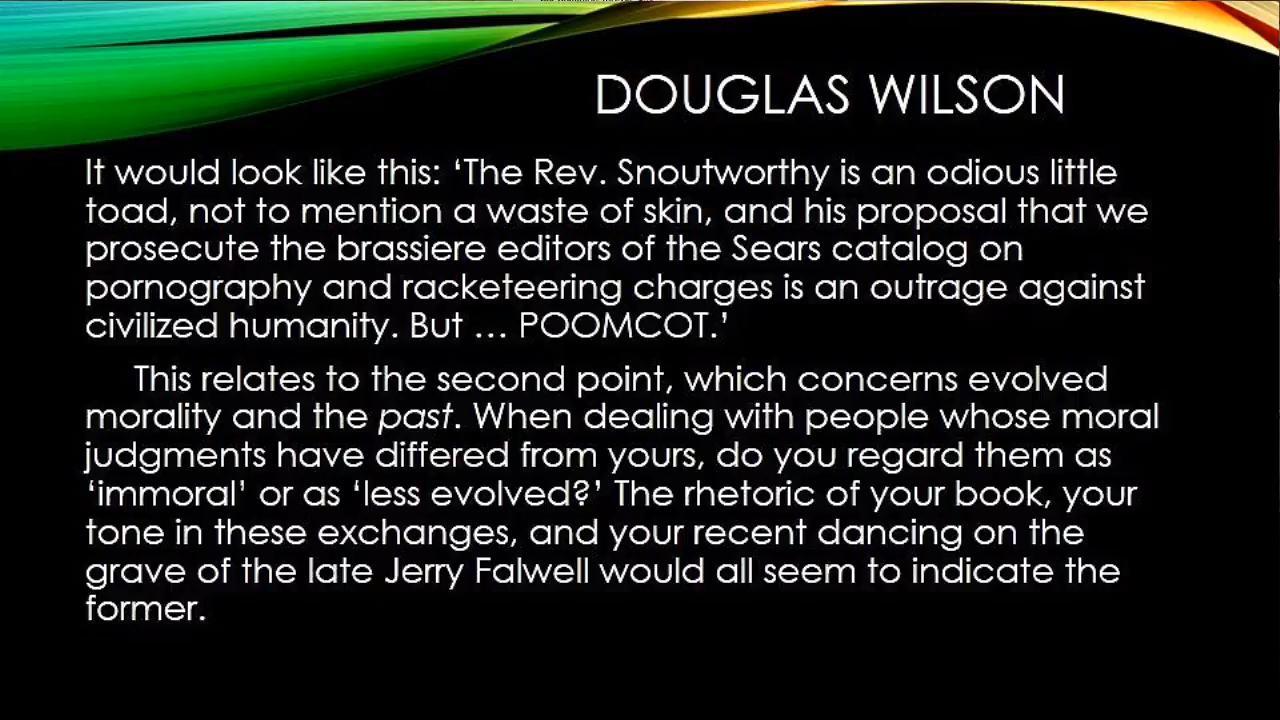 DOUGLAS WILSON
It would look like this: ‘The Rev. Snoutworthy is an odious little
toad, not to mention a waste of skin, and his proposal that we
prosecute the brassiere editors of the Sears catalog on
pornography and racketeering charges is an outrage against
civilized humanity. But … POOMCOT.’
This relates to the second point, which concerns evolved
morality and the past. When dealing with people whose moral
judgments have differed from yours, do you regard them as
‘immoral’ or as ‘less evolved?’ The rhetoric of your book, your
tone in these exchanges, and your recent dancing on the
grave of the late Jerry Falwell would all seem to indicate the
former.